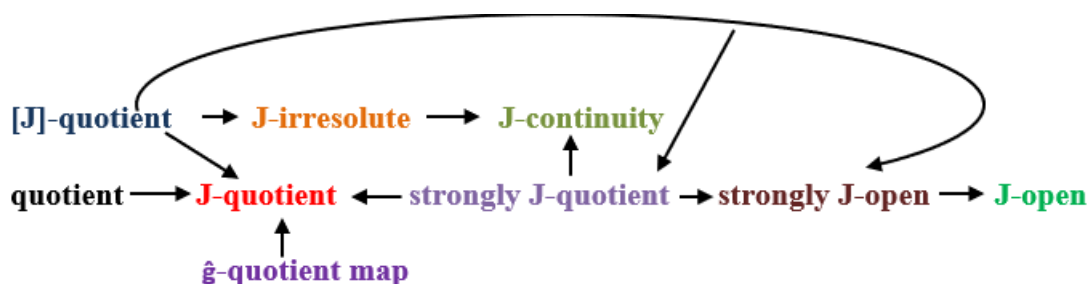 [J]-quotient J-irresolute J-continuity
quotient J-quotient strongly J-quotient strongly J-open J-open
ĝ-quotient map